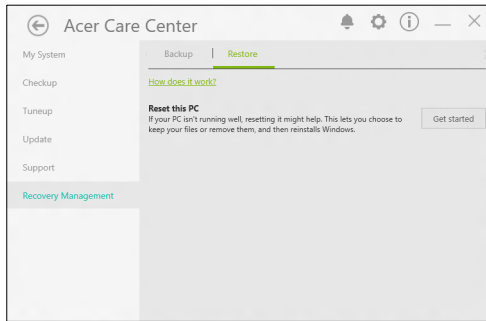 Acer Care Center
My System
Checkup
Tuneup
Update
Support
Recovery Management
Backup
Restore
How does it work?
Reset this PC
If your PC isn't running well, resetting it might help. This lets you choose to
keep your files or remove them, and then reinstalls Windows.
Get started